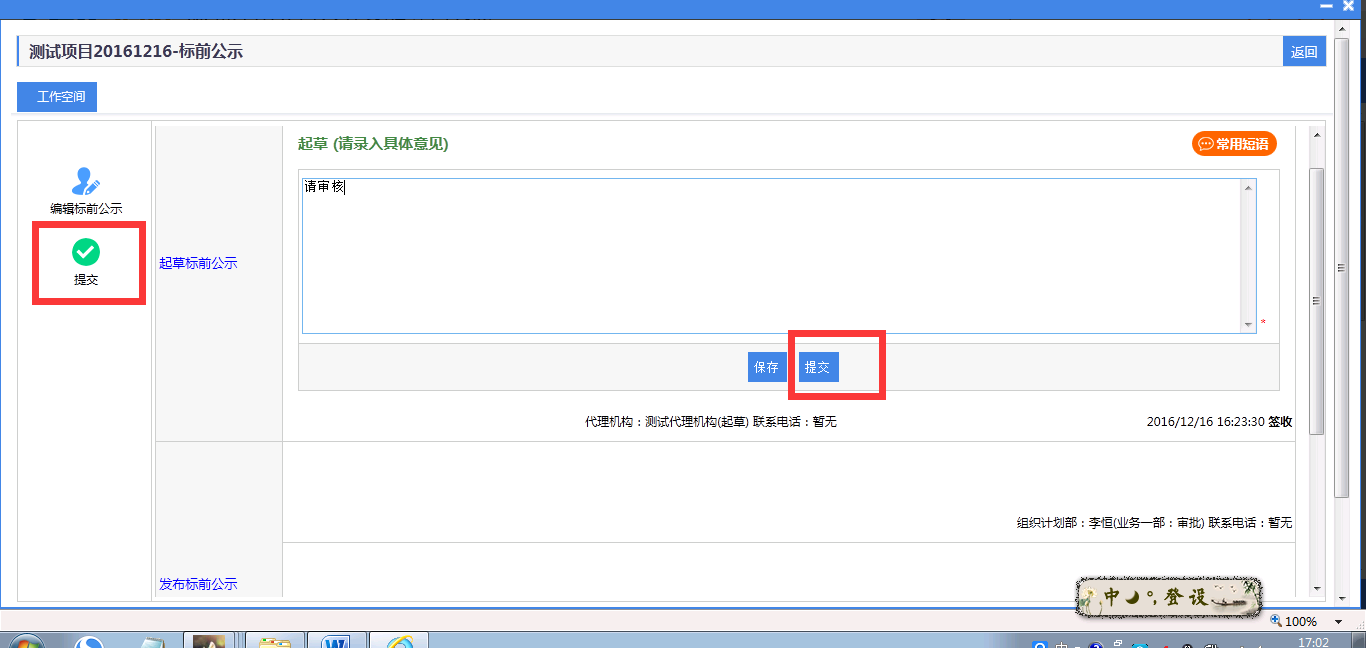 测试项目20161216-标前公示
返回
工作空间
编辑标前公示
提交
起草标前公示
起草 (请录入具体意见)
常用短语
请审核
*
保存
提交
代理机构：测试代理机构(起草) 联系电话：暂无
2016/12/16 16:23:30 签收
组织计划部：李恒(业务一部：审批) 联系电话：暂无
发布标前公示
中 °, 登 设
100%
17:02